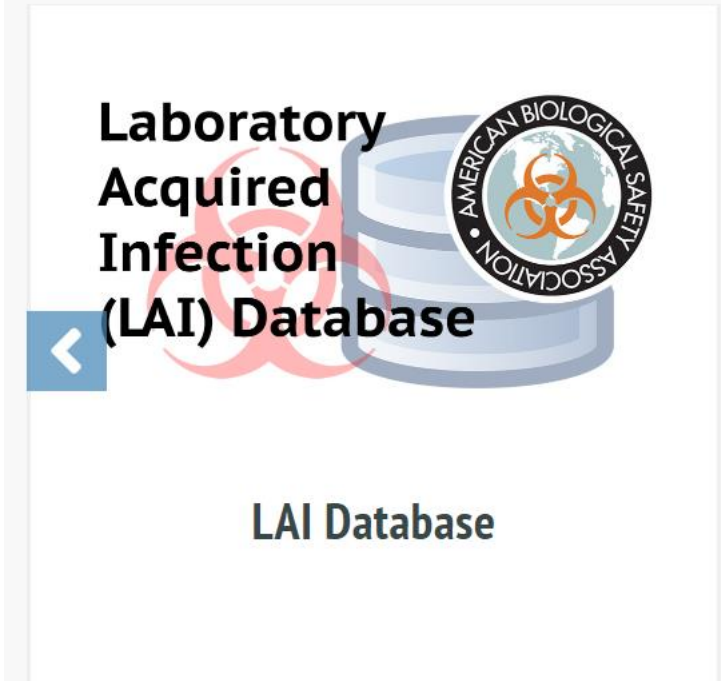 Laboratory
Acquired
Infection
(LAI) Database
AMERICAN BIOLOGICAL SAFETY ASSOCIATION •
LAI Database